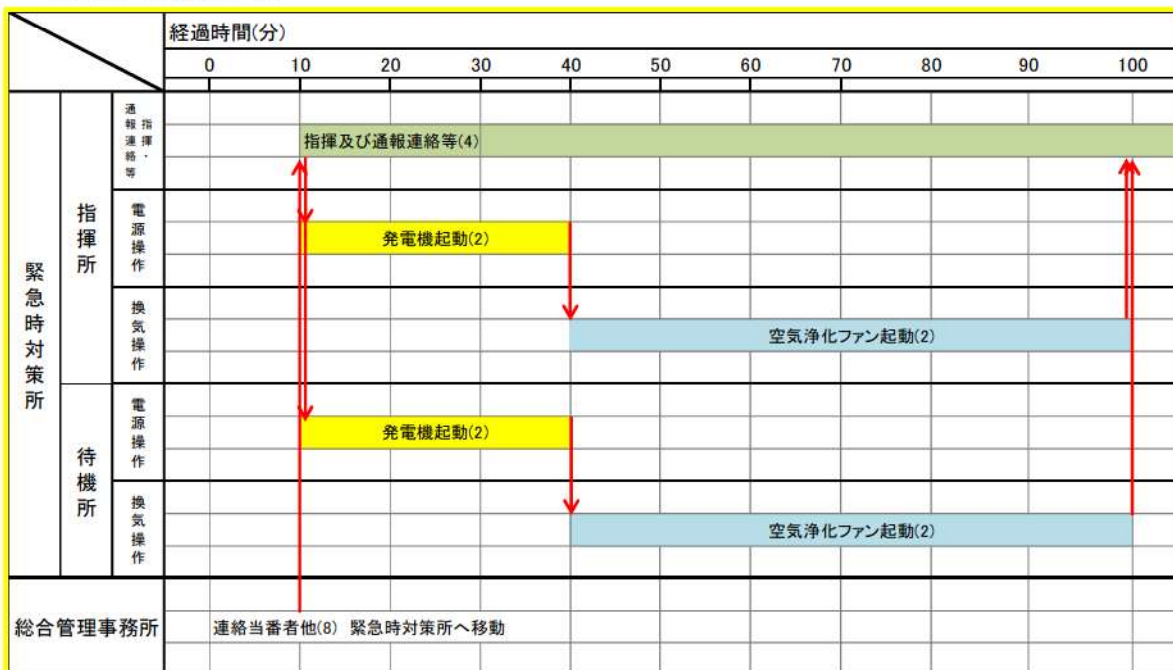 経過時間(分)
0 10 20 30 40 50 60 70 80 90 100
緊急時対策所
指揮所
指揮・通報連絡等
指揮及び通報連絡等(4)
電源操作
発電機起動(2)
換気操作
空気浄化ファン起動(2)
待機所
電源操作
発電機起動(2)
換気操作
空気浄化ファン起動(2)
総合管理事務所
連絡当番者他(8) 緊急時対策所へ移動